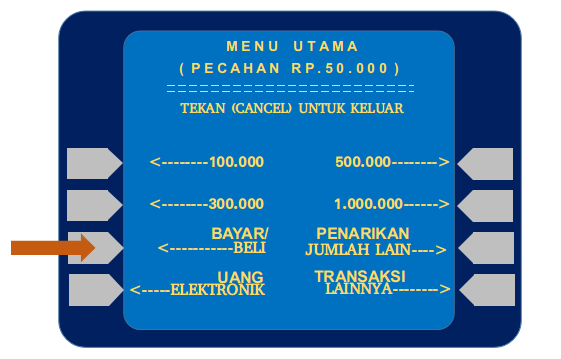 MENU UTAMA
(PECAHAN RP.50.000)
==========================
TEKAN (CANCEL) UNTUK KELUAR
<--------100.000 500.000-------->
<--------300.000 1.000.000------>
BAYAR/ PENARIKAN
<-----------BELI JUMLAH LAIN---->
UANG TRANSAKSI
<-----ELEKTRONIK LAINNYA-------->